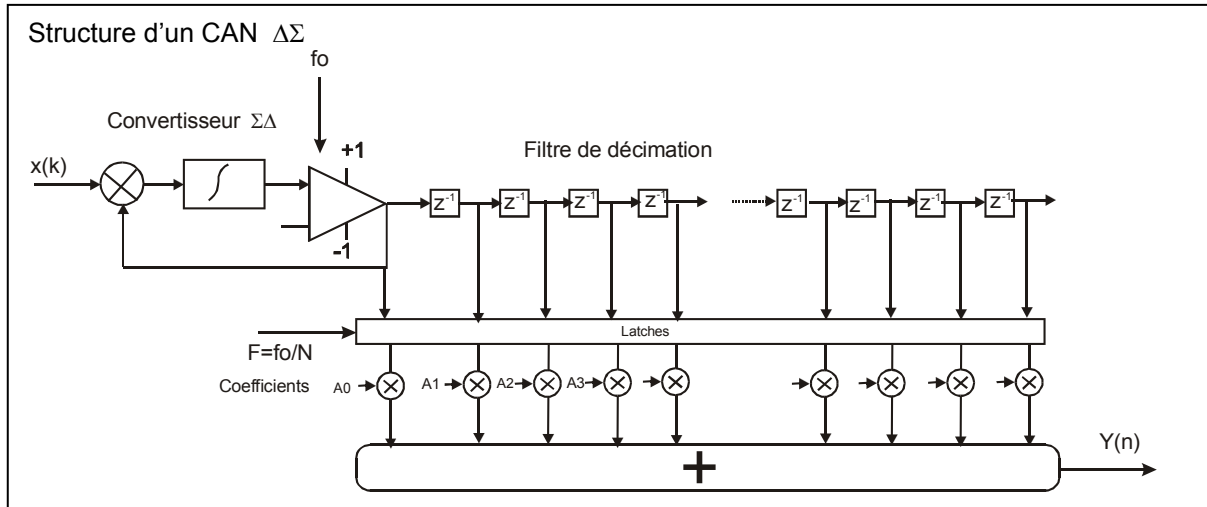 Structure d'un CAN ΔΣ
fo
Convertisseur ΣΔ
+1
Filtre de décimation
x(k)
z⁻¹ z⁻¹ z⁻¹ z⁻¹ z⁻¹ z⁻¹ z⁻¹ z⁻¹
-1
Latches
F=fo/N
Coefficients A0 A1 A2 A3
+
Y(n)